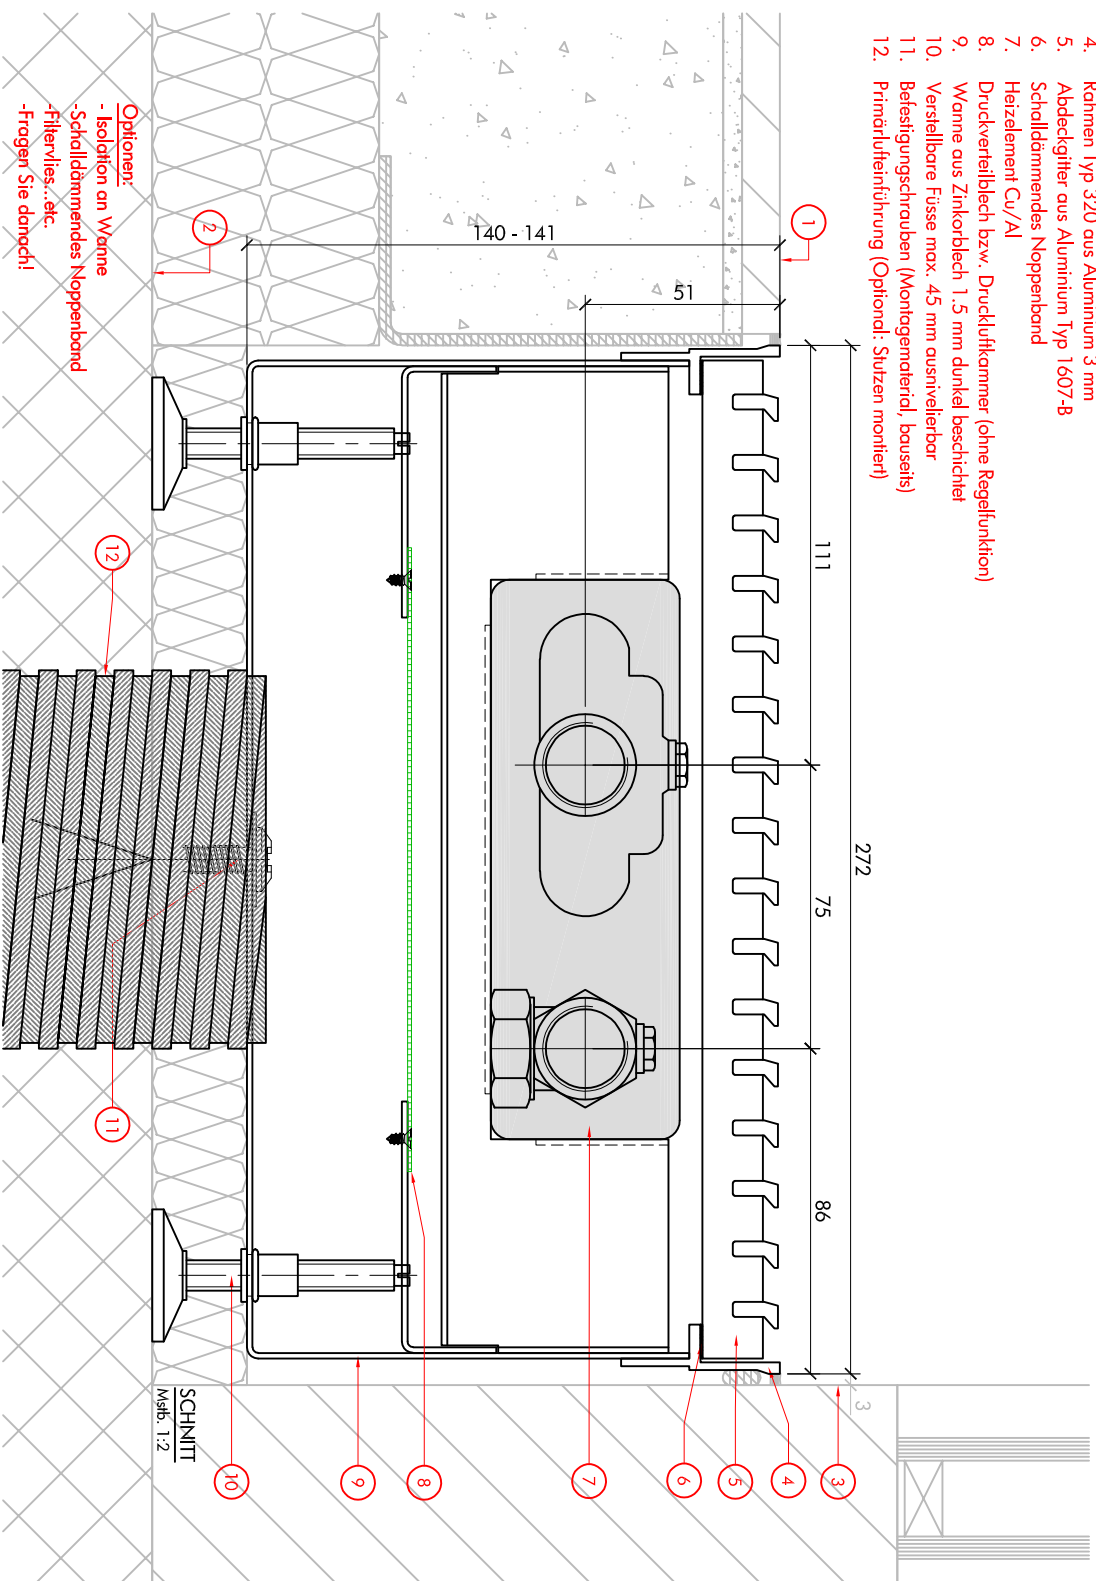 4. Rahmen Typ 320 aus Aluminium 3 mm
5. Abdeckgitter aus Aluminium Typ 1607-B
6. Schalldämmendes Noppenband
7. Heizelement Cu/Al
8. Druckverteilblech bzw. Druckluftkammer (ohne Regelfunktion)
9. Wanne aus Zinkorblech 1.5 mm dunkel beschichtet
10. Verstellbare Füsse max. 45 mm ausnivelierbar
11. Befestigungschrauben (Montagematerial, bauseits)
12. Primärlufteinführung (Optional: Stutzen montiert)
272
3
111
75
86
1
140 - 141
51
2
3
4
5
6
7
8
9
10
11
12
Optionen:
- Isolation an Wanne
-Schalldämmendes Noppenband
-Filtervlies...etc.
-Fragen Sie danach!
SCHNITT
Mstb. 1:2